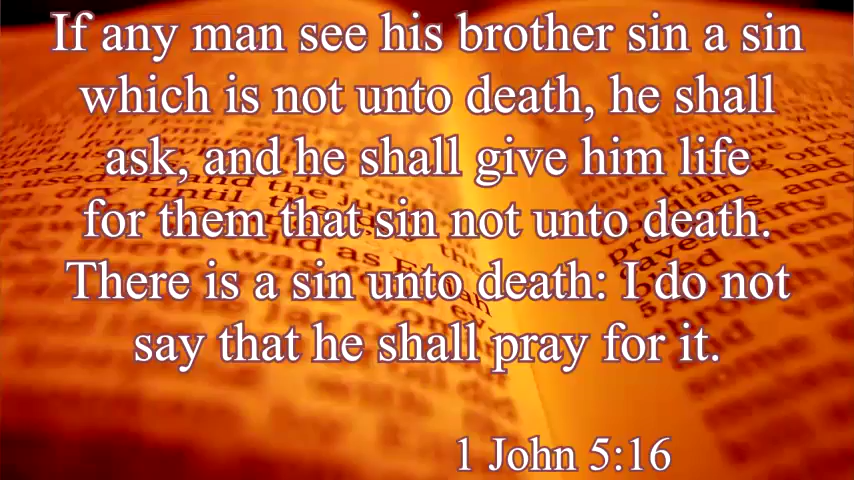 If any man see his brother sin a sin
which is not unto death, he shall
ask, and he shall give him life
for them that sin not unto death.
There is a sin unto death: I do not
say that he shall pray for it.
1 John 5:16